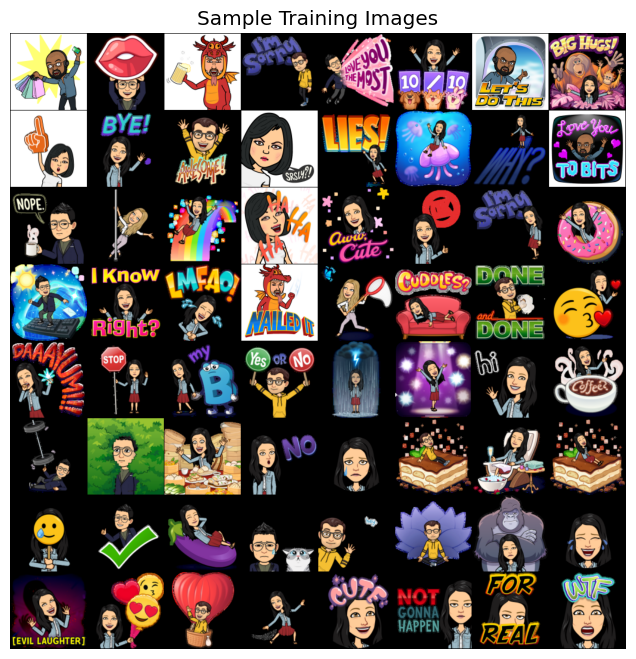 Sample Training Images
I'm
Sorry
LOVE YOU
THE MOST
10
10
LET'S
DO THIS
BIG HUGS!
BYE!
AWESOME!
SRSLY?!
LIES!
WHY?
Love You
TO BITS
NOPE.
HA
HA
HA
Aww,
Cute
I'm
Sorry
I Know
Right?
LMFAO!
NAILED IT
CUDDLES?
DONE
and
DONE
DAAAYUMM!!
STOP
my
B
Yes OR No
hi
Coffee?
NO
[EVIL LAUGHTER]
CUTE
NOT
GONNA
HAPPEN
FOR
REAL
WTF